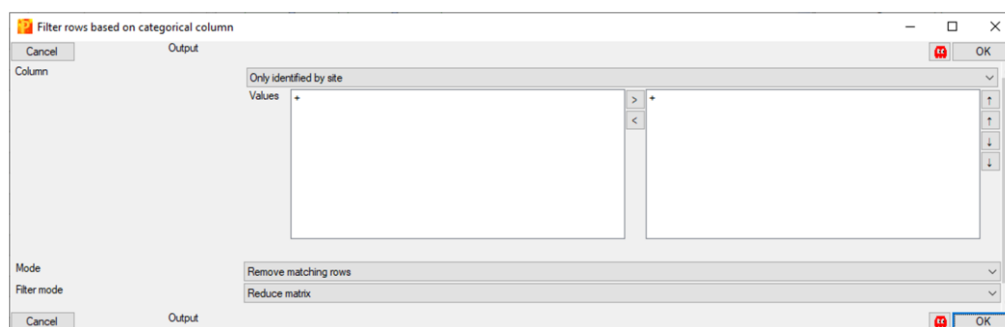 Filter rows based on categorical column
Cancel Output OK
Column
Only identified by site
Values + > +
<
↑
↑
↓
↓
Mode Remove matching rows
Filter mode Reduce matrix
Cancel Output OK